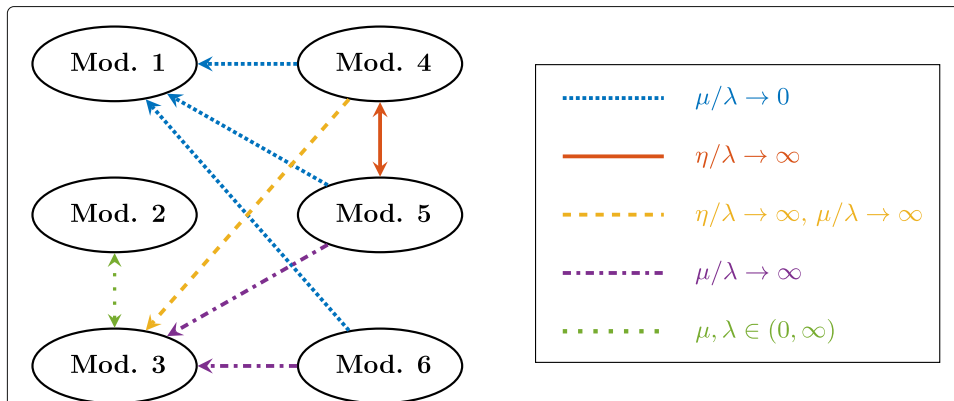 Mod. 1
Mod. 4
Mod. 2
Mod. 5
Mod. 3
Mod. 6
μ/λ → 0
η/λ → ∞
η/λ → ∞, μ/λ → ∞
μ/λ → ∞
μ, λ ∈ (0, ∞)